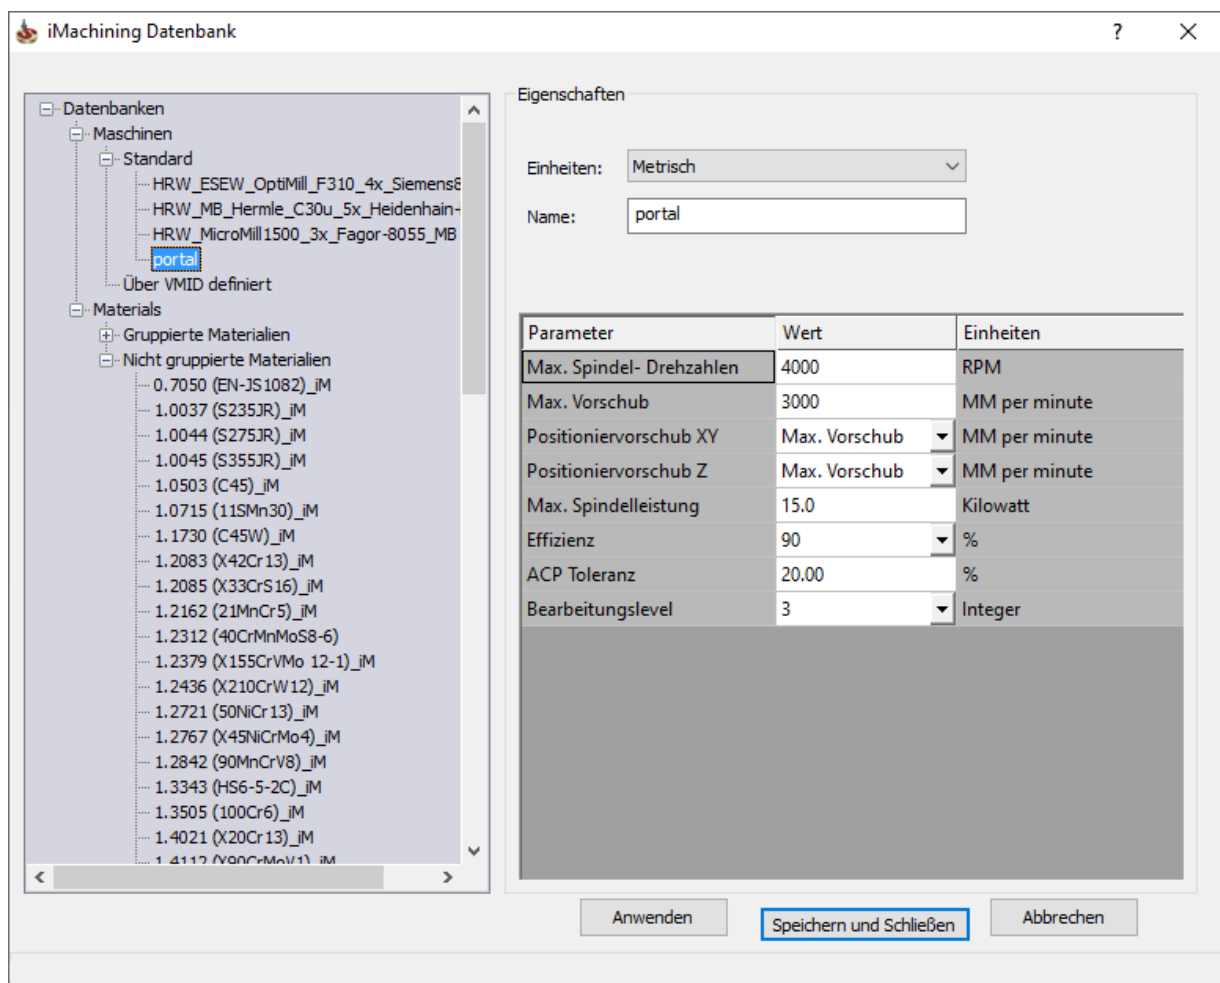 iMachining Datenbank
?
Datenbanken
Maschinen
Standard
HRW_ESEW_OptiMill_F310_4x_Siemens8
HRW_MB_Hermle_C30u_5x_Heidenhain-
HRW_MicroMill1500_3x_Fagor-8055_MB
portal
Über VMID definiert
Materials
Gruppierte Materialien
Nicht gruppierte Materialien
0.7050 (EN-JS1082)_iM
1.0037 (S235JR)_iM
1.0044 (S275JR)_iM
1.0045 (S355JR)_iM
1.0503 (C45)_iM
1.0715 (11SMn30)_iM
1.1730 (C45W)_iM
1.2083 (X42Cr13)_iM
1.2085 (X33CrS16)_iM
1.2162 (21MnCr5)_iM
1.2312 (40CrMnMoS8-6)
1.2379 (X155CrVMo 12-1)_iM
1.2436 (X210CrW12)_iM
1.2721 (50NiCr13)_iM
1.2767 (X45NiCrMo4)_iM
1.2842 (90MnCrV8)_iM
1.3343 (HS6-5-2C)_iM
1.3505 (100Cr6)_iM
1.4021 (X20Cr13)_iM
1.4112 (X90CrMoV1)_iM
Eigenschaften
Einheiten: Metrisch
Name: portal
Parameter Wert Einheiten
Max. Spindel- Drehzahlen 4000 RPM
Max. Vorschub 3000 MM per minute
Positioniervorschub XY Max. Vorschub MM per minute
Positioniervorschub Z Max. Vorschub MM per minute
Max. Spindelleistung 15.0 Kilowatt
Effizienz 90 %
ACP Toleranz 20.00 %
Bearbeitungslevel 3 Integer
Anwenden
Speichern und Schließen
Abbrechen